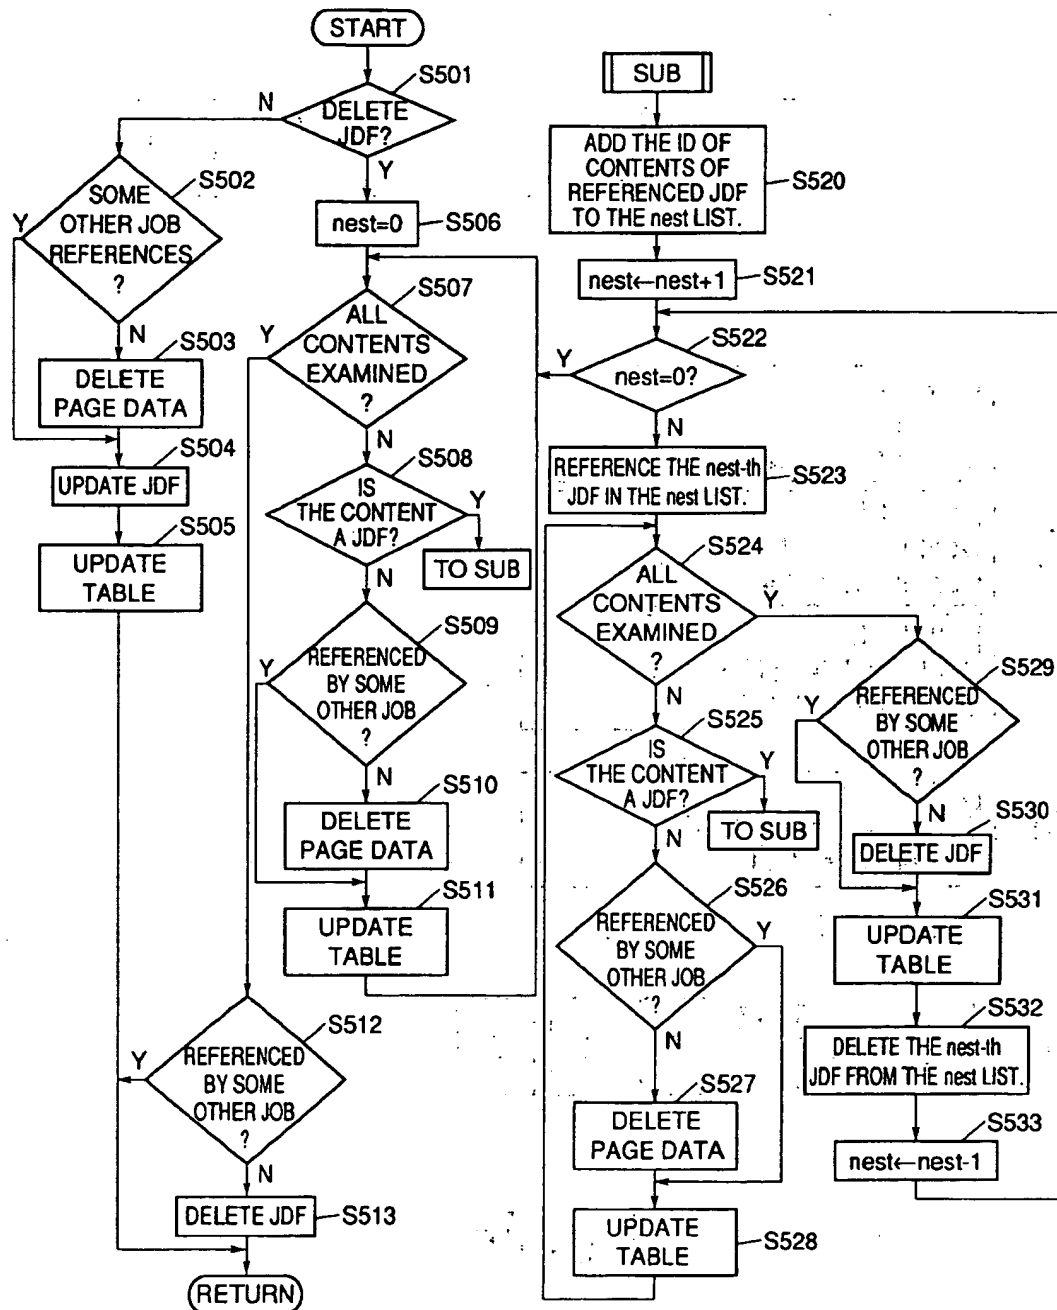 START
S501
DELETE
JDF?
N
Y
S502
SOME
OTHER JOB
REFERENCES
?
Y
N
S503
DELETE
PAGE DATA
S504
UPDATE JDF
S505
UPDATE
TABLE
nest=0
S506
S507
ALL
CONTENTS
EXAMINED
?
Y
N
S508
IS
THE CONTENT
A JDF?
Y
TO SUB
N
S509
REFERENCED
BY SOME
OTHER JOB
?
Y
N
S510
DELETE
PAGE DATA
S511
UPDATE
TABLE
S512
REFERENCED
BY SOME
OTHER JOB
?
Y
N
DELETE JDF
S513
RETURN
SUB
ADD THE ID OF
CONTENTS OF
REFERENCED JDF
TO THE nest LIST.
S520
nest←nest+1
S521
S522
nest=0?
Y
N
REFERENCE THE nest-th
JDF IN THE nest LIST.
S523
S524
ALL
CONTENTS
EXAMINED
?
Y
N
S525
IS
THE CONTENT
A JDF?
Y
TO SUB
N
S526
REFERENCED
BY SOME
OTHER JOB
?
Y
N
S527
DELETE
PAGE DATA
UPDATE
TABLE
S528
S529
REFERENCED
BY SOME
OTHER JOB
?
Y
N
S530
DELETE JDF
S531
UPDATE
TABLE
S532
DELETE THE nest-th
JDF FROM THE nest LIST.
S533
nest←nest-1